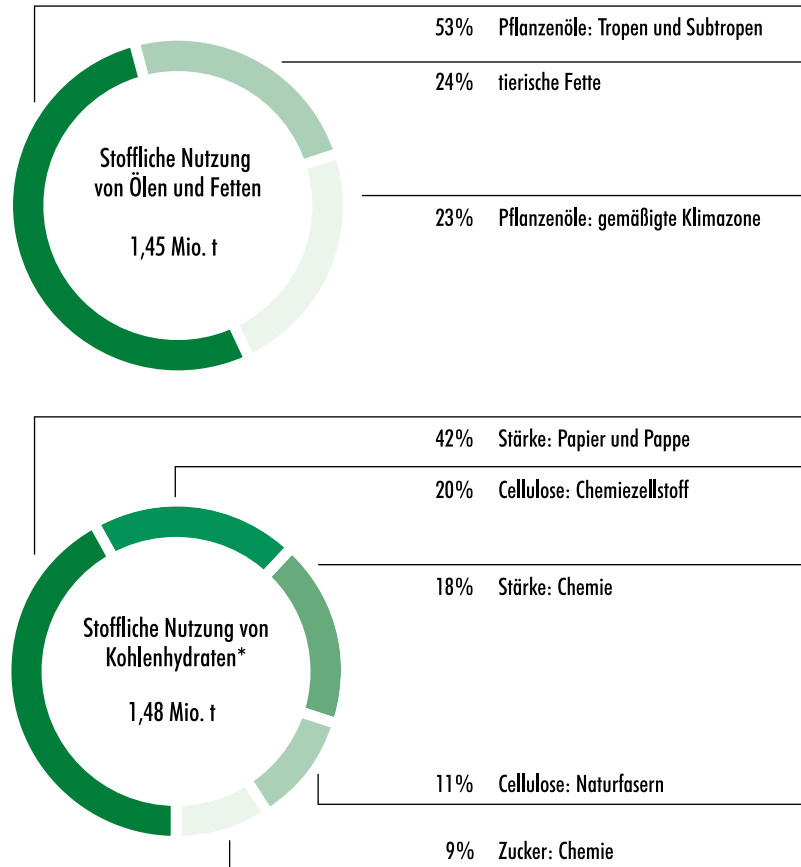 53% Pflanzenöle: Tropen und Subtropen
24% tierische Fette
Stoffliche Nutzung
von Ölen und Fetten
1,45 Mio. t
23% Pflanzenöle: gemäßigte Klimazone
42% Stärke: Papier und Pappe
20% Cellulose: Chemiezellstoff
18% Stärke: Chemie
Stoffliche Nutzung von
Kohlenhydraten*
1,48 Mio. t
11% Cellulose: Naturfasern
9% Zucker: Chemie